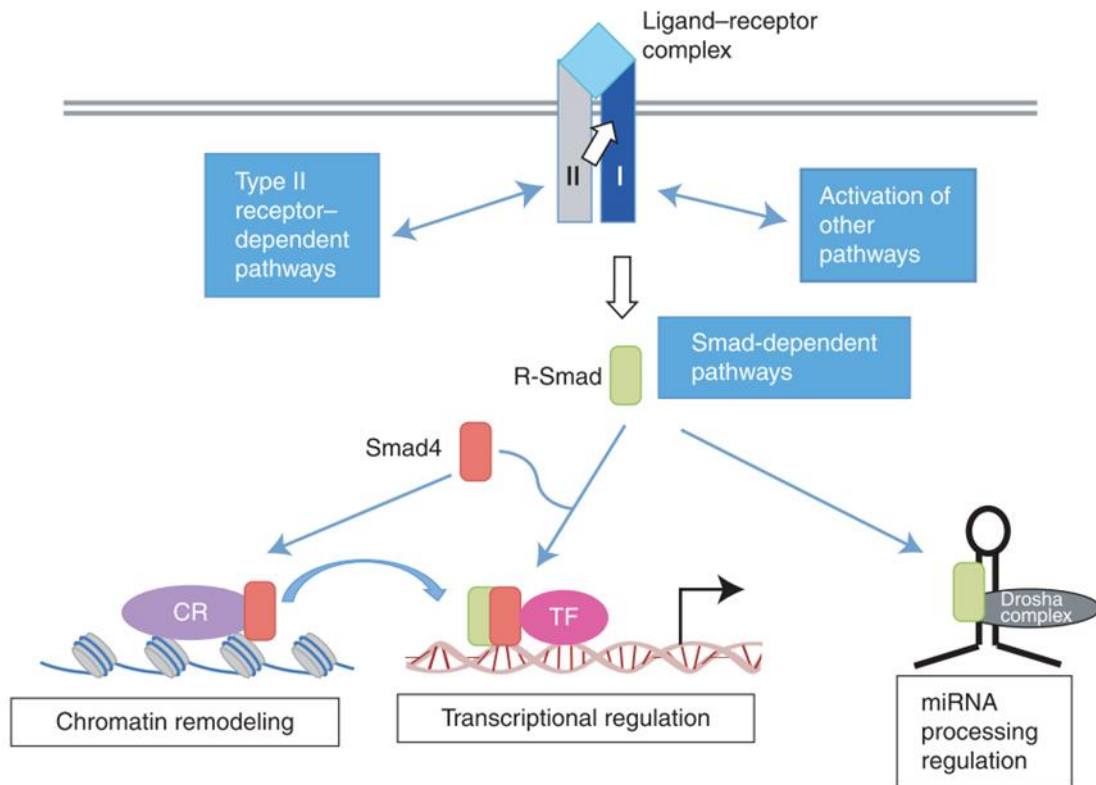 Ligand–receptor
complex
Type II
receptor–
dependent
pathways
II
I
Activation of
other
pathways
Smad-dependent
pathways
R-Smad
Smad4
CR
TF
Drosha
complex
Chromatin remodeling
Transcriptional regulation
miRNA
processing
regulation